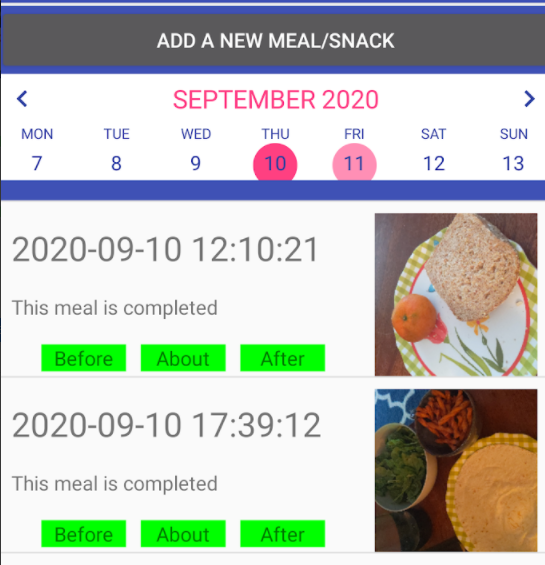 ADD A NEW MEAL/SNACK
SEPTEMBER 2020
MON TUE WED THU FRI SAT SUN
7 8 9 10 11 12 13
2020-09-10 12:10:21
This meal is completed
Before About After
2020-09-10 17:39:12
This meal is completed
Before About After